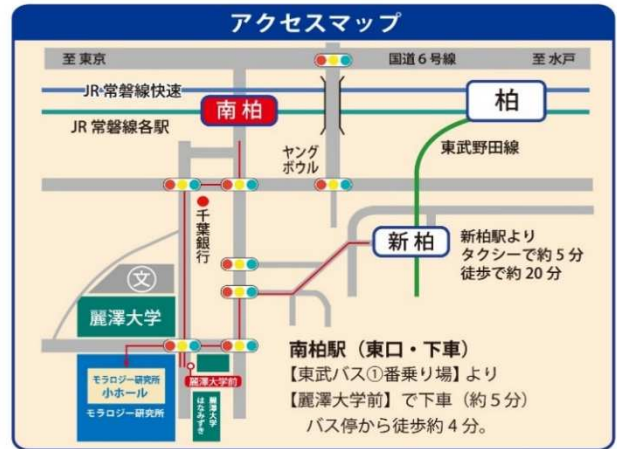 アクセスマップ
至 東京
国道6号線
至 水戸
JR 常磐線快速
南柏
柏
JR 常磐線各駅
ヤング
ボウル
東武野田線
千葉銀行
新柏
新柏駅より
タクシーで約5分
徒歩で約20分
文
麗澤大学
南柏駅(東口・下車)
【東武バス①番乗り場】より
【麗澤大学前】で下車(約5分)
バス停から徒歩約4分。
モラロジー研究所
小ホール
モラロジー研究所
麗澤大学前
麗澤大学
はなみずき